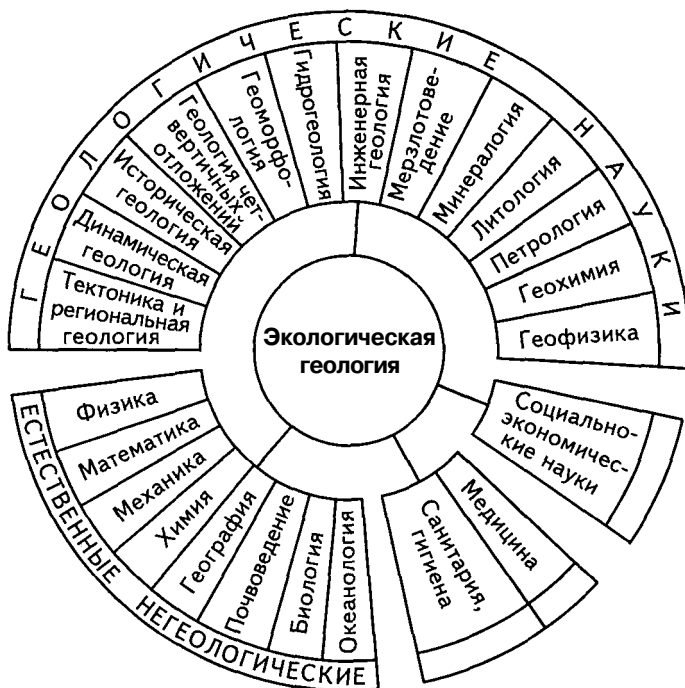 ГЕОЛОГИЧЕСКИЕ НАУКИ
Тектоника и
региональная
геология
Динамическая
геология
Историческая
геология
Геология чет-
вертичных
отложений
Геоморфо-
логия
Гидрогеология
Инженерная
геология
Мерзлотове-
дение
Минералогия
Литология
Петрология
Геохимия
Геофизика
Экологическая
геология
Социально-
экономичес-
кие науки
Медицина
Санитария,
гигиена
Физика
Математика
Механика
Химия
География
Почвоведение
Биология
Океанология
ЕСТЕСТВЕННЫЕ НЕГЕОЛОГИЧЕСКИЕ